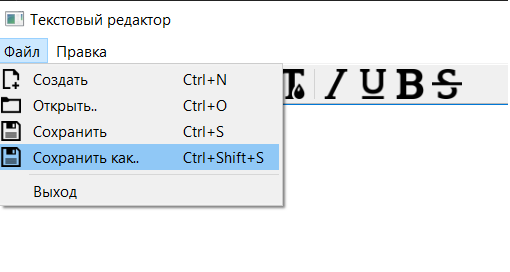 Текстовый редактор
Файл Правка
Создать Ctrl+N
Открыть.. Ctrl+O
Сохранить Ctrl+S
Сохранить как.. Ctrl+Shift+S
Выход
I U B S